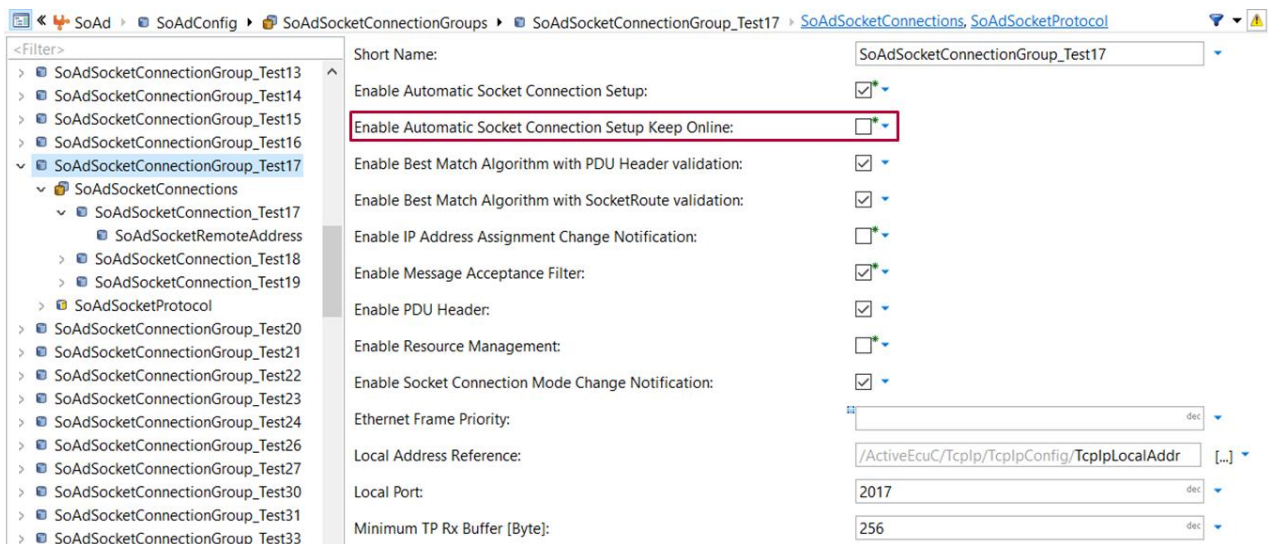 SoAd SoAdConfig SoAdSocketConnectionGroups SoAdSocketConnectionGroup_Test17 SoAdSocketConnections, SoAdSocketProtocol
<Filter>
SoAdSocketConnectionGroup_Test13
SoAdSocketConnectionGroup_Test14
SoAdSocketConnectionGroup_Test15
SoAdSocketConnectionGroup_Test16
SoAdSocketConnectionGroup_Test17
SoAdSocketConnections
SoAdSocketConnection_Test17
SoAdSocketRemoteAddress
SoAdSocketConnection_Test18
SoAdSocketConnection_Test19
SoAdSocketProtocol
SoAdSocketConnectionGroup_Test20
SoAdSocketConnectionGroup_Test21
SoAdSocketConnectionGroup_Test22
SoAdSocketConnectionGroup_Test23
SoAdSocketConnectionGroup_Test24
SoAdSocketConnectionGroup_Test26
SoAdSocketConnectionGroup_Test27
SoAdSocketConnectionGroup_Test30
SoAdSocketConnectionGroup_Test31
SoAdSocketConnectionGroup_Test33
Short Name: SoAdSocketConnectionGroup_Test17
Enable Automatic Socket Connection Setup:
Enable Automatic Socket Connection Setup Keep Online:
Enable Best Match Algorithm with PDU Header validation:
Enable Best Match Algorithm with SocketRoute validation:
Enable IP Address Assignment Change Notification:
Enable Message Acceptance Filter:
Enable PDU Header:
Enable Resource Management:
Enable Socket Connection Mode Change Notification:
Ethernet Frame Priority: dec
Local Address Reference: /ActiveEcuC/TcpIp/TcpIpConfig/TcpIpLocalAddr [...]
Local Port: 2017 dec
Minimum TP Rx Buffer [Byte]: 256 dec